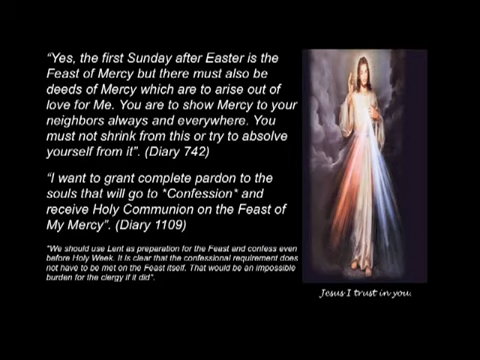 “Yes, the first Sunday after Easter is the
Feast of Mercy but there must also be
deeds of Mercy which are to arise out of
love for Me. You are to show Mercy to your
neighbors always and everywhere. You
must not shrink from this or try to absolve
yourself from it". (Diary 742)
“I want to grant complete pardon to the
souls that will go to *Confession* and
receive Holy Communion on the Feast of
My Mercy”. (Diary 1109)
"We should use Lent as preparation for the Feast and confess even
before Holy Week. It is clear that the confessional requirement does
not have to be met on the Feast itself. That would be an impossible
burden for the clergy if it did".
Jesus I trust in you.